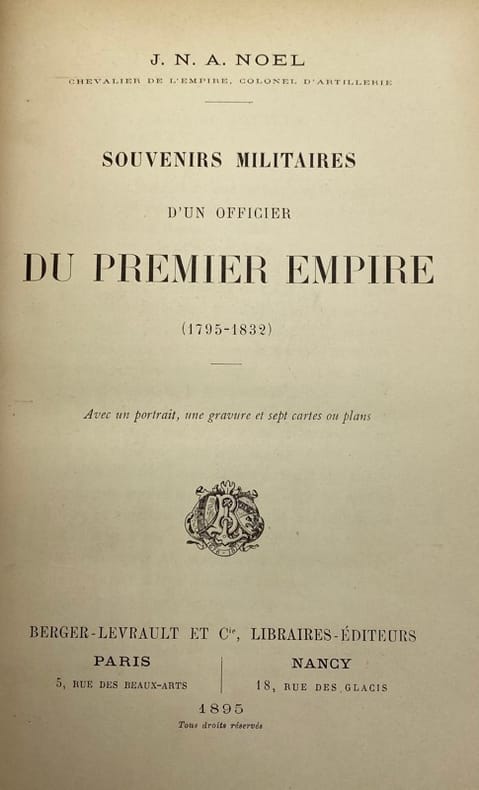 J. N. A. NOEL
CHEVALIER DE L'EMPIRE, COLONEL D'ARTILLERIE
SOUVENIRS MILITAIRES
D'UN OFFICIER
DU PREMIER EMPIRE
(1795-1832)
Avec un portrait, une gravure et sept cartes ou plans
BERGER-LEVRAULT ET Cie, LIBRAIRES-ÉDITEURS
PARIS
5, RUE DES BEAUX-ARTS
NANCY
18, RUE DES GLACIS
1895
Tous droits réservés